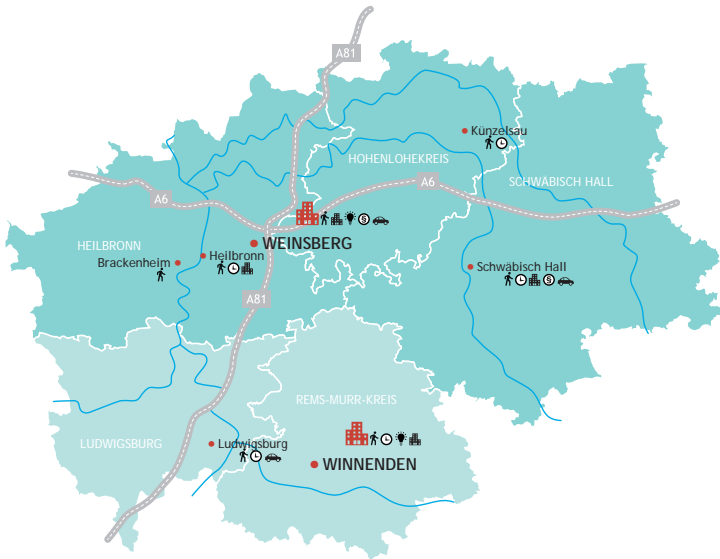 A81
Künzelsau
HOHENLOHEKREIS
A6
SCHWÄBISCH HALL
A6
§
HEILBRONN
WEINSBERG
Heilbronn
Brackenheim
Schwäbisch Hall
§
A81
REMS-MURR-KREIS
LUDWIGSBURG
Ludwigsburg
WINNENDEN